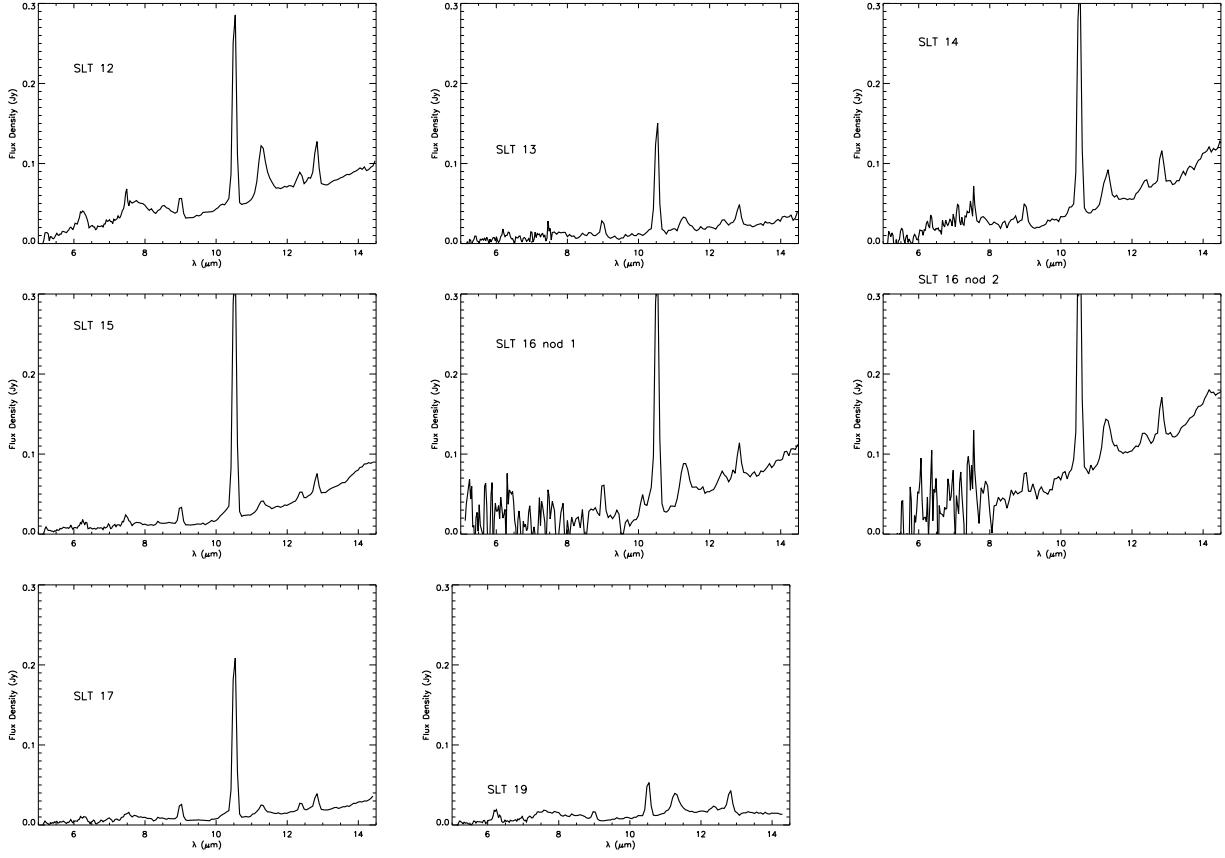 0.3
0.2
0.1
0.0
Flux Density (Jy)
SLT 12
6 8 10 12 14
λ (μm)
0.3
0.2
0.1
0.0
Flux Density (Jy)
SLT 13
6 8 10 12 14
λ (μm)
0.3
0.2
0.1
0.0
Flux Density (Jy)
SLT 14
6 8 10 12 14
λ (μm)
0.3
0.2
0.1
0.0
Flux Density (Jy)
SLT 15
6 8 10 12 14
λ (μm)
0.3
0.2
0.1
0.0
Flux Density (Jy)
SLT 16 nod 1
6 8 10 12 14
λ (μm)
SLT 16 nod 2
0.3
0.2
0.1
0.0
Flux Density (Jy)
6 8 10 12 14
λ (μm)
0.3
0.2
0.1
0.0
Flux Density (Jy)
SLT 17
6 8 10 12 14
λ (μm)
0.3
0.2
0.1
0.0
Flux Density (Jy)
SLT 19
6 8 10 12 14
λ (μm)